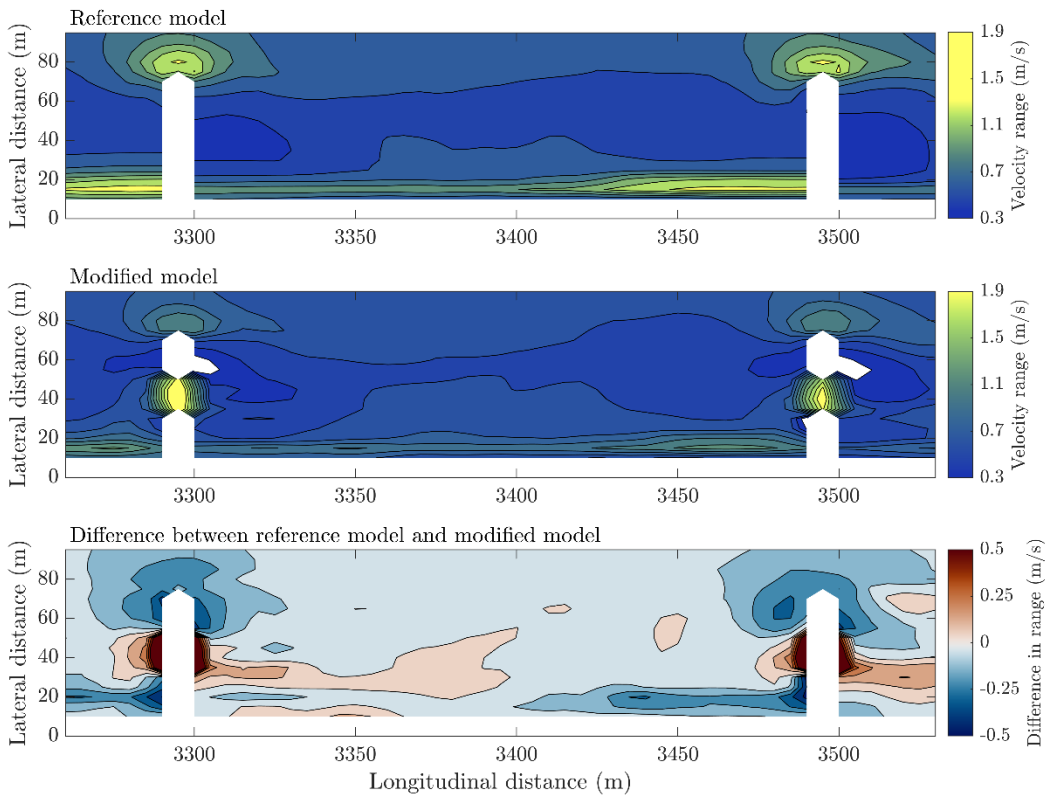 Reference model
Lateral distance (m)
80
60
40
20
0
3300 3350 3400 3450 3500
1.9
1.5
1.1
0.7
0.3
Velocity range (m/s)
Modified model
Lateral distance (m)
80
60
40
20
0
3300 3350 3400 3450 3500
1.9
1.5
1.1
0.7
0.3
Velocity range (m/s)
Difference between reference model and modified model
Lateral distance (m)
80
60
40
20
0
3300 3350 3400 3450 3500
Longitudinal distance (m)
0.5
0.25
0
-0.25
-0.5
Difference in range (m/s)